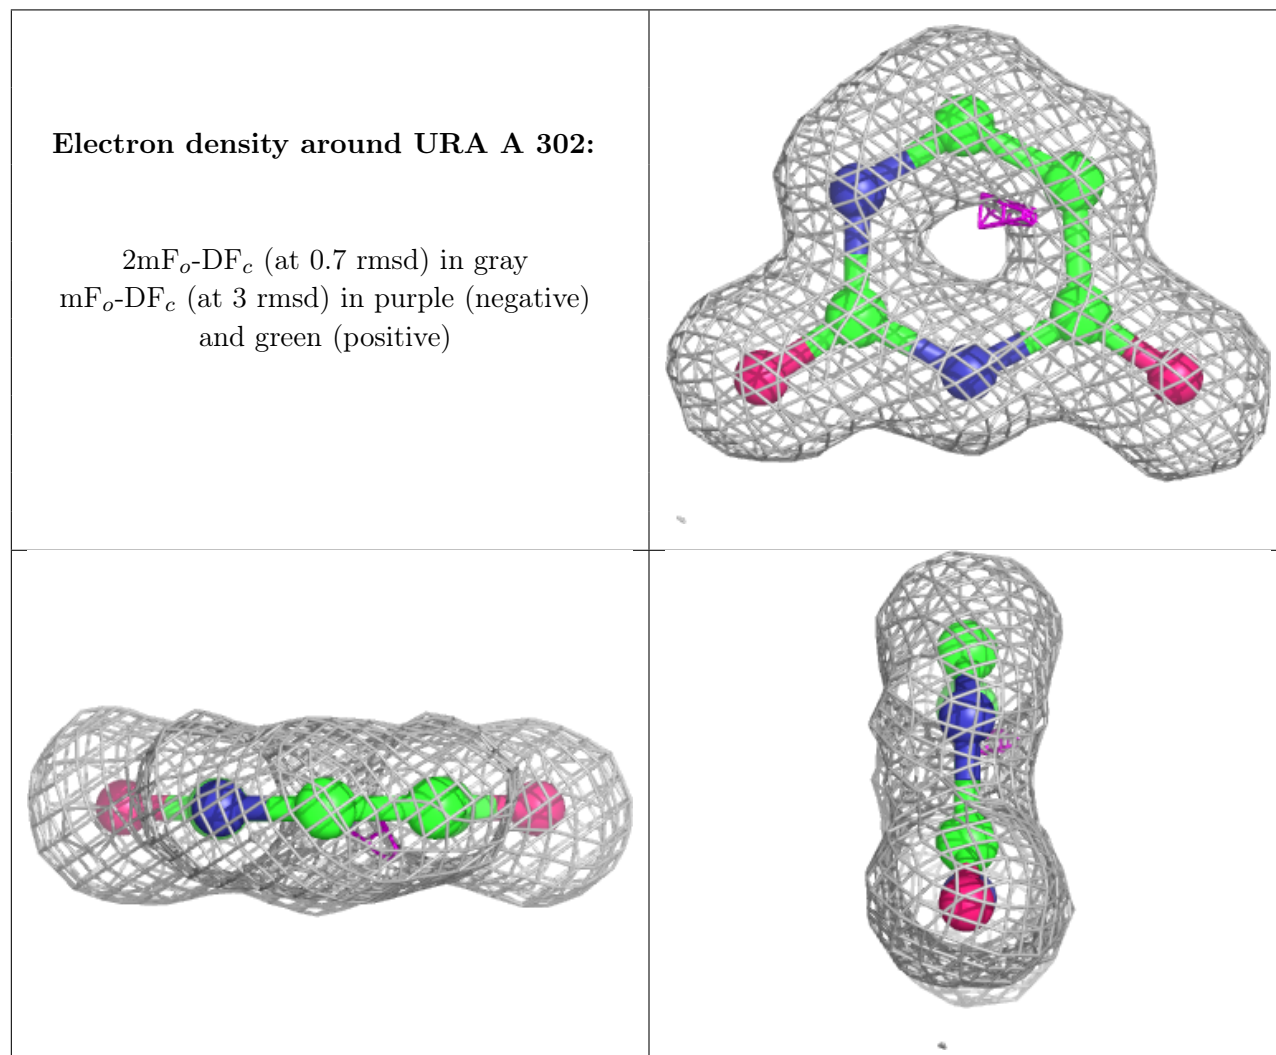 Electron density around URA A 302:
2mFo-DFc (at 0.7 rmsd) in gray
mFo-DFc (at 3 rmsd) in purple (negative)
and green (positive)